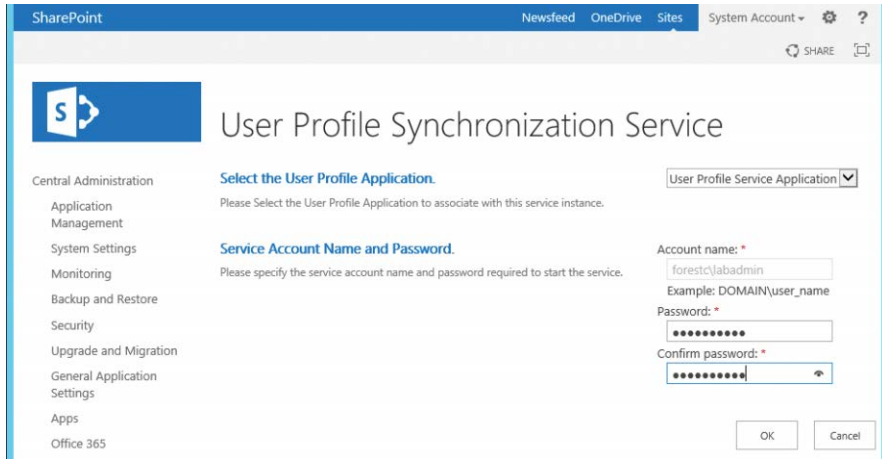 SharePoint
Newsfeed OneDrive Sites System Account ?
SHARE
S
User Profile Synchronization Service
Central Administration
Application
Management
System Settings
Monitoring
Backup and Restore
Security
Upgrade and Migration
General Application
Settings
Apps
Office 365
Select the User Profile Application.
Please Select the User Profile Application to associate with this service instance.
User Profile Service Application
Service Account Name and Password.
Please specify the service account name and password required to start the service.
Account name: *
forestc\labadmin
Example: DOMAIN\user_name
Password: *
●●●●●●●●●●
Confirm password: *
●●●●●●●●●●
OK Cancel